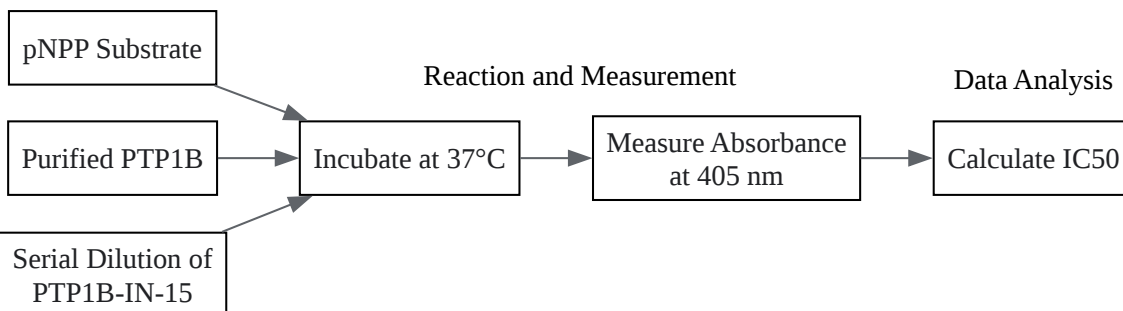 pNPP Substrate
Reaction and Measurement
Data Analysis
Purified PTP1B
Incubate at 37°C
Measure Absorbance
at 405 nm
Calculate IC50
Serial Dilution of
PTP1B-IN-15